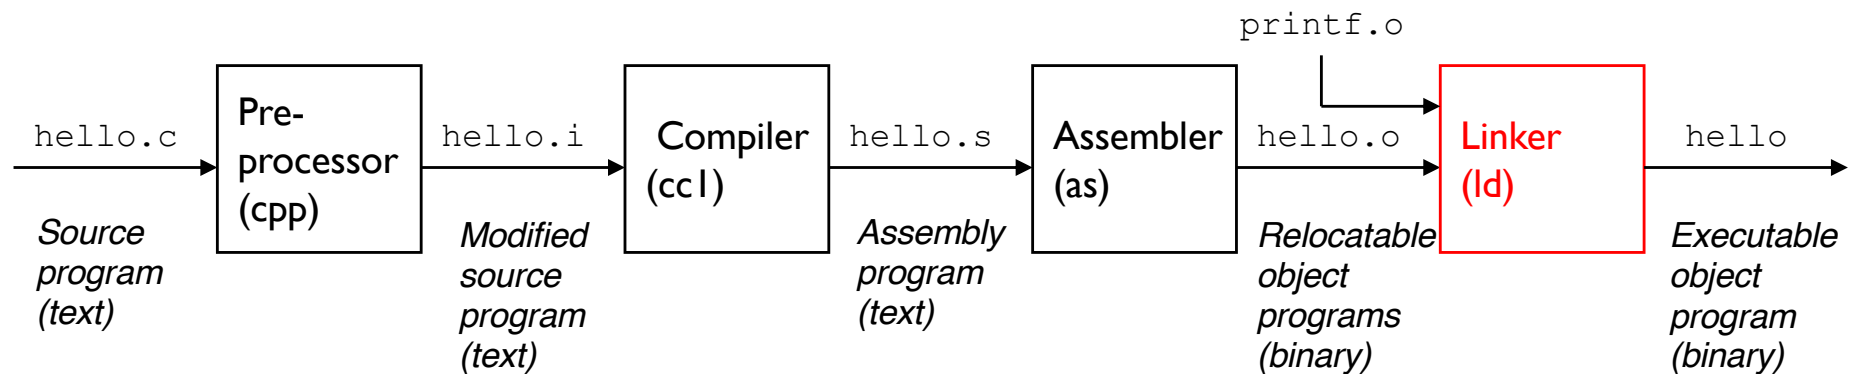 printf.o
hello.c
Pre-
processor
(cpp)
hello.i
Compiler
(cc1)
hello.s
Assembler
(as)
hello.o
Linker
(ld)
hello
Source
program
(text)
Modified
source
program
(text)
Assembly
program
(text)
Relocatable
object
programs
(binary)
Executable
object
program
(binary)